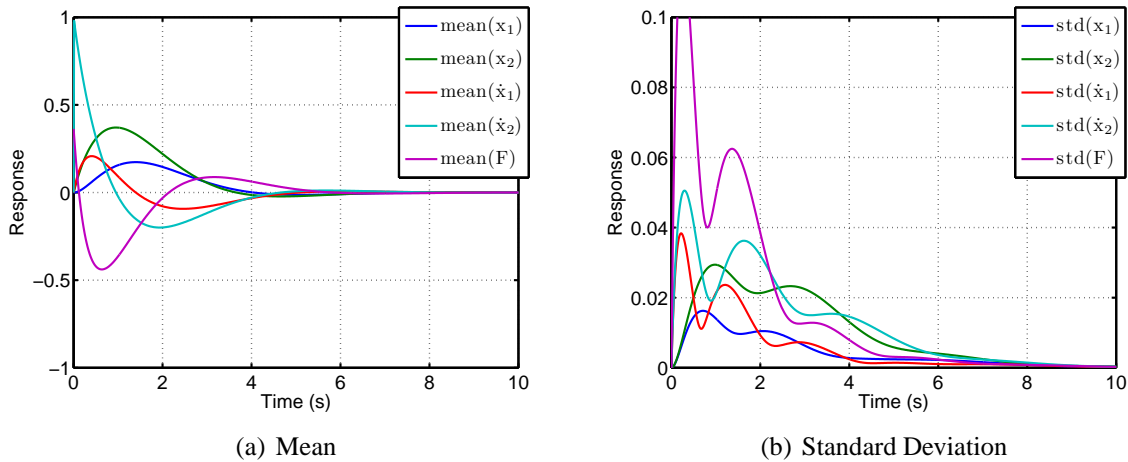 1
0.5
0
−0.5
−1
Response
0
2
4
6
8
10
Time (s)
mean(x₁)
mean(x₂)
mean(ẋ₁)
mean(ẋ₂)
mean(F)
(a) Mean
0.1
0.08
0.06
0.04
0.02
0
Response
0
2
4
6
8
10
Time (s)
std(x₁)
std(x₂)
std(ẋ₁)
std(ẋ₂)
std(F)
(b) Standard Deviation